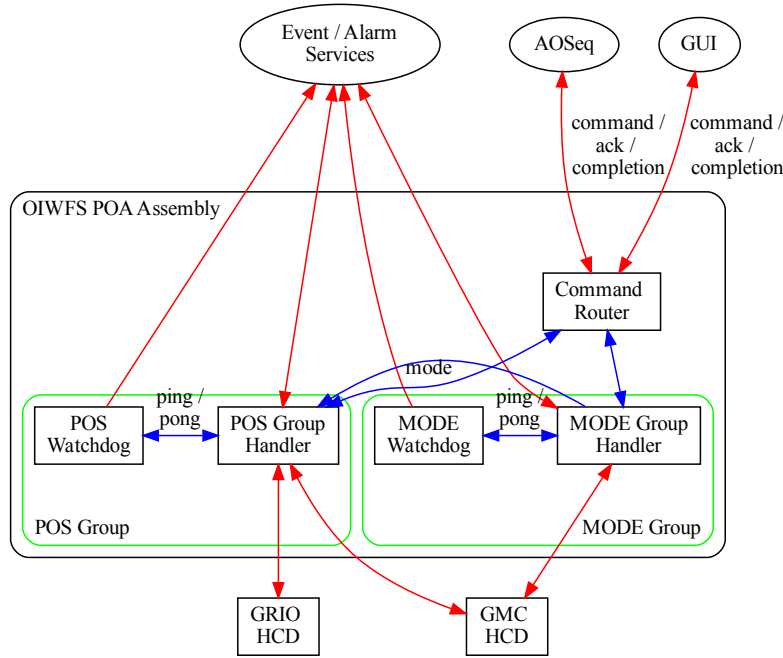 Event / Alarm
Services
AOSeq
GUI
command /
ack /
completion
command /
ack /
completion
OIWFS POA Assembly
Command
Router
mode
ping /
pong
ping /
pong
POS
Watchdog
POS Group
Handler
MODE
Watchdog
MODE Group
Handler
POS Group
MODE Group
GRIO
HCD
GMC
HCD